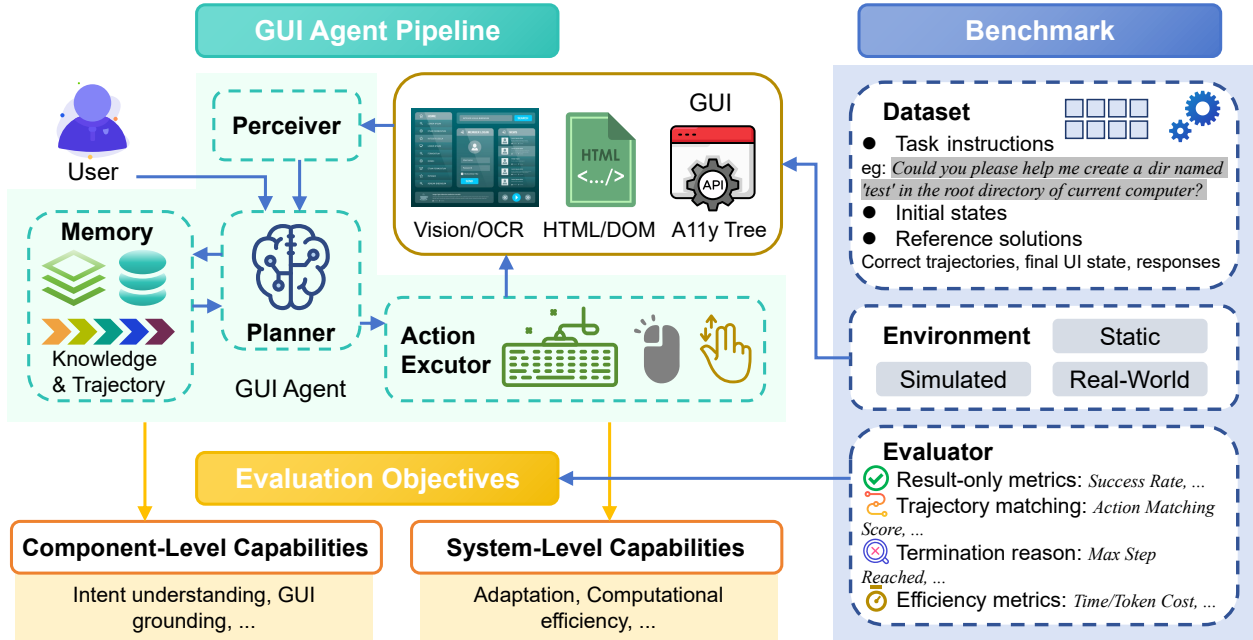 GUI Agent Pipeline
User
Perceiver
Memory
Knowledge
& Trajectory
Planner
GUI Agent
GUI
HTML
<.../>
API
Vision/OCR
HTML/DOM
A11y Tree
Action
Excutor
Evaluation Objectives
Component-Level Capabilities
Intent understanding, GUI
grounding, ...
System-Level Capabilities
Adaptation, Computational
efficiency, ...
Benchmark
Dataset
● Task instructions
eg: Could you please help me create a dir named
'test' in the root directory of current computer?
● Initial states
● Reference solutions
Correct trajectories, final UI state, responses
Environment
Static
Simulated
Real-World
Evaluator
Result-only metrics: Success Rate, ...
Trajectory matching: Action Matching
Score, ...
Termination reason: Max Step
Reached, ...
Efficiency metrics: Time/Token Cost, ...